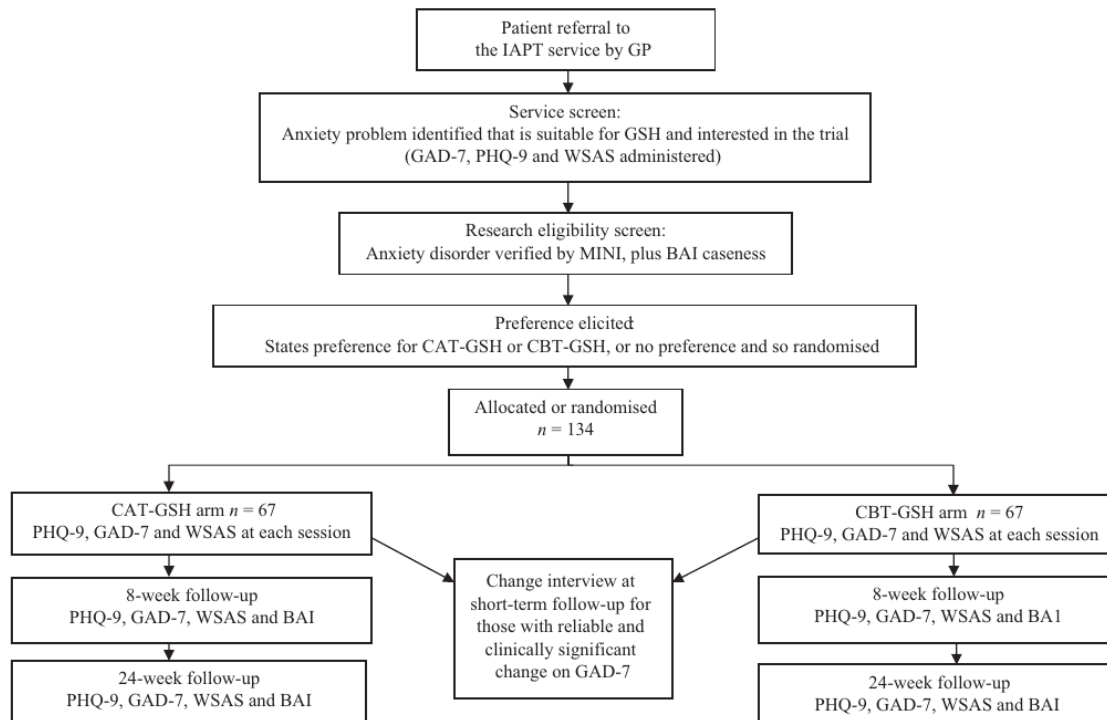 Patient referral to
the IAPT service by GP
Service screen:
Anxiety problem identified that is suitable for GSH and interested in the trial
(GAD-7, PHQ-9 and WSAS administered)
Research eligibility screen:
Anxiety disorder verified by MINI, plus BAI caseness
Preference elicited:
States preference for CAT-GSH or CBT-GSH, or no preference and so randomised
Allocated or randomised
n = 134
CAT-GSH arm n = 67
PHQ-9, GAD-7 and WSAS at each session
CBT-GSH arm n = 67
PHQ-9, GAD-7 and WSAS at each session
Change interview at
short-term follow-up for
those with reliable and
clinically significant
change on GAD-7
8-week follow-up
PHQ-9, GAD-7, WSAS and BAI
8-week follow-up
PHQ-9, GAD-7, WSAS and BA1
24-week follow-up
PHQ-9, GAD-7, WSAS and BAI
24-week follow-up
PHQ-9, GAD-7, WSAS and BAI